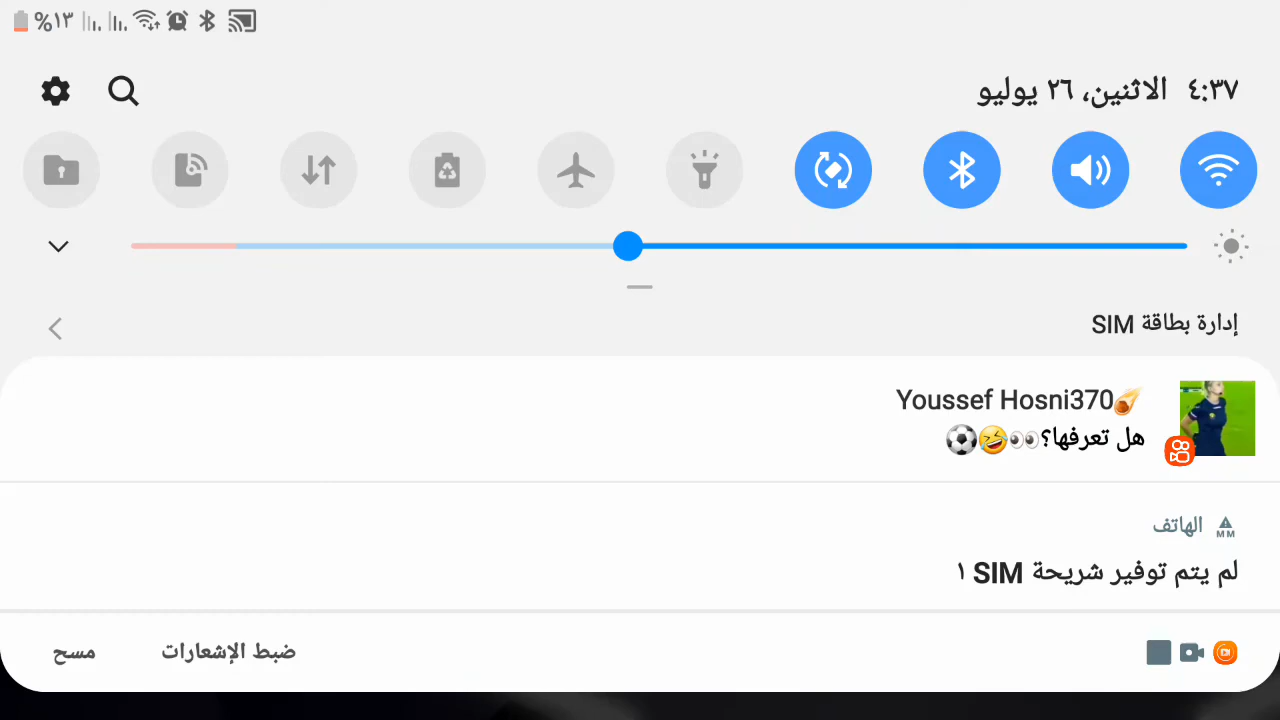 %١٣
٤:٣٧ الاثنين، ٢٦ يوليو
إدارة بطاقة SIM
Youssef Hosni370☄️
هل تعرفها؟👀🤣⚽
الهاتف
لم يتم توفير شريحة SIM ١
ضبط الإشعارات
مسح